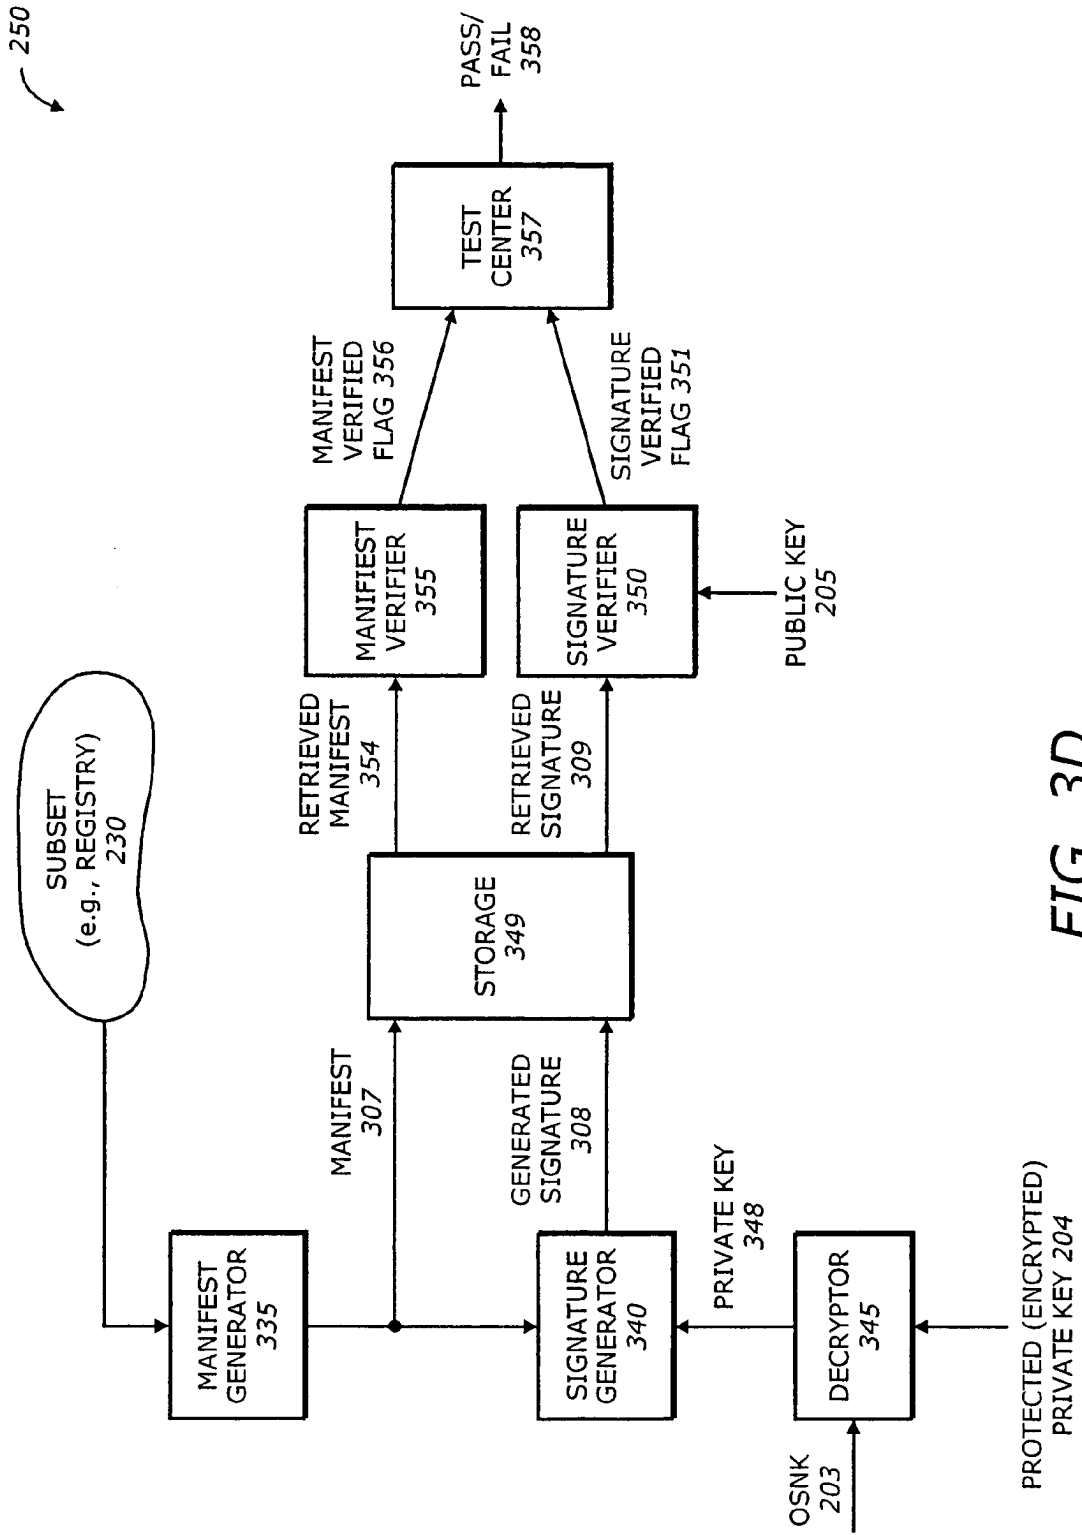 250
SUBSET
(e.g., REGISTRY)
230
MANIFEST
GENERATOR
335
MANIFEST
307
SIGNATURE
GENERATOR
340
GENERATED
SIGNATURE
308
PRIVATE KEY
348
DECRYPTOR
345
OSNK
203
PROTECTED (ENCRYPTED)
PRIVATE KEY 204
STORAGE
349
RETRIEVED
MANIFEST
354
RETRIEVED
SIGNATURE
309
MANIFIEST
VERIFIER
355
SIGNATURE
VERIFIER
350
PUBLIC KEY
205
MANIFEST
VERIFIED
FLAG 356
SIGNATURE
VERIFIED
FLAG 351
TEST
CENTER
357
PASS/
FAIL
358
FIG. 3D